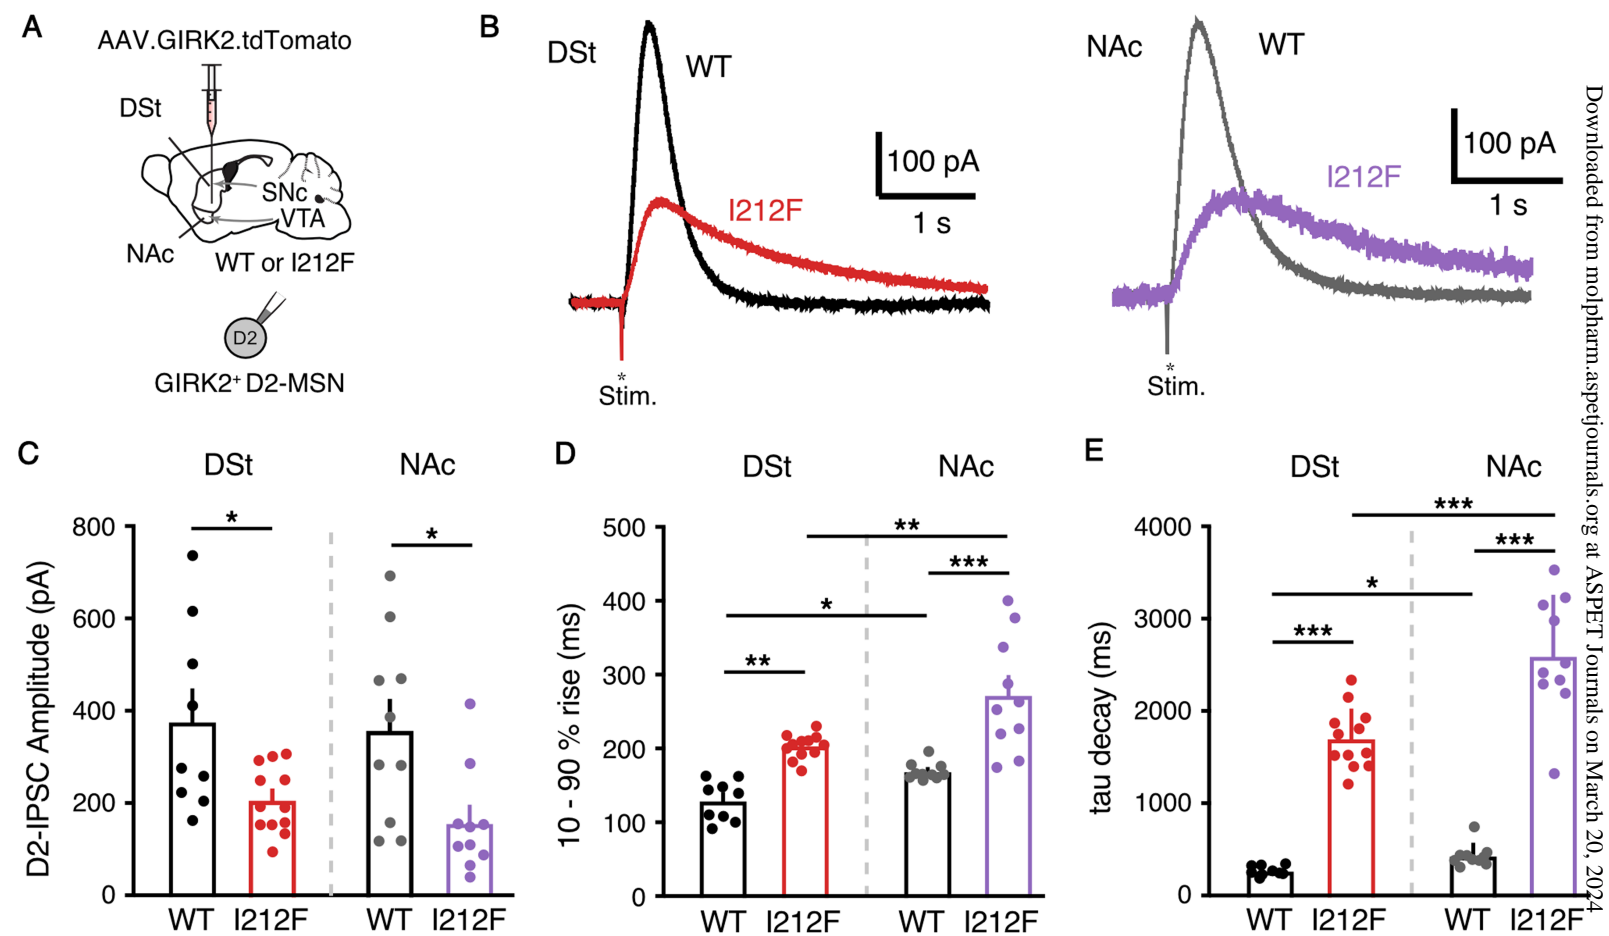 A
AAV.GIRK2.tdTomato
DSt
SNc
VTA
NAc
WT or I212F
D2
GIRK2+ D2-MSN
B
DSt
WT
I212F
100 pA
1 s
*
Stim.
NAc
WT
I212F
100 pA
1 s
*
Stim.
C
DSt
NAc
*
*
D2-IPSC Amplitude (pA)
800
600
400
200
0
WT
I212F
WT
I212F
D
DSt
NAc
**
***
*
**
10 - 90 % rise (ms)
500
400
300
200
100
0
WT
I212F
WT
I212F
E
DSt
NAc
***
***
*
***
tau decay (ms)
4000
3000
2000
1000
0
WT
I212F
WT
I212F
Downloaded from molpharm.aspetjournals.org at ASPET Journals on March 20, 2024